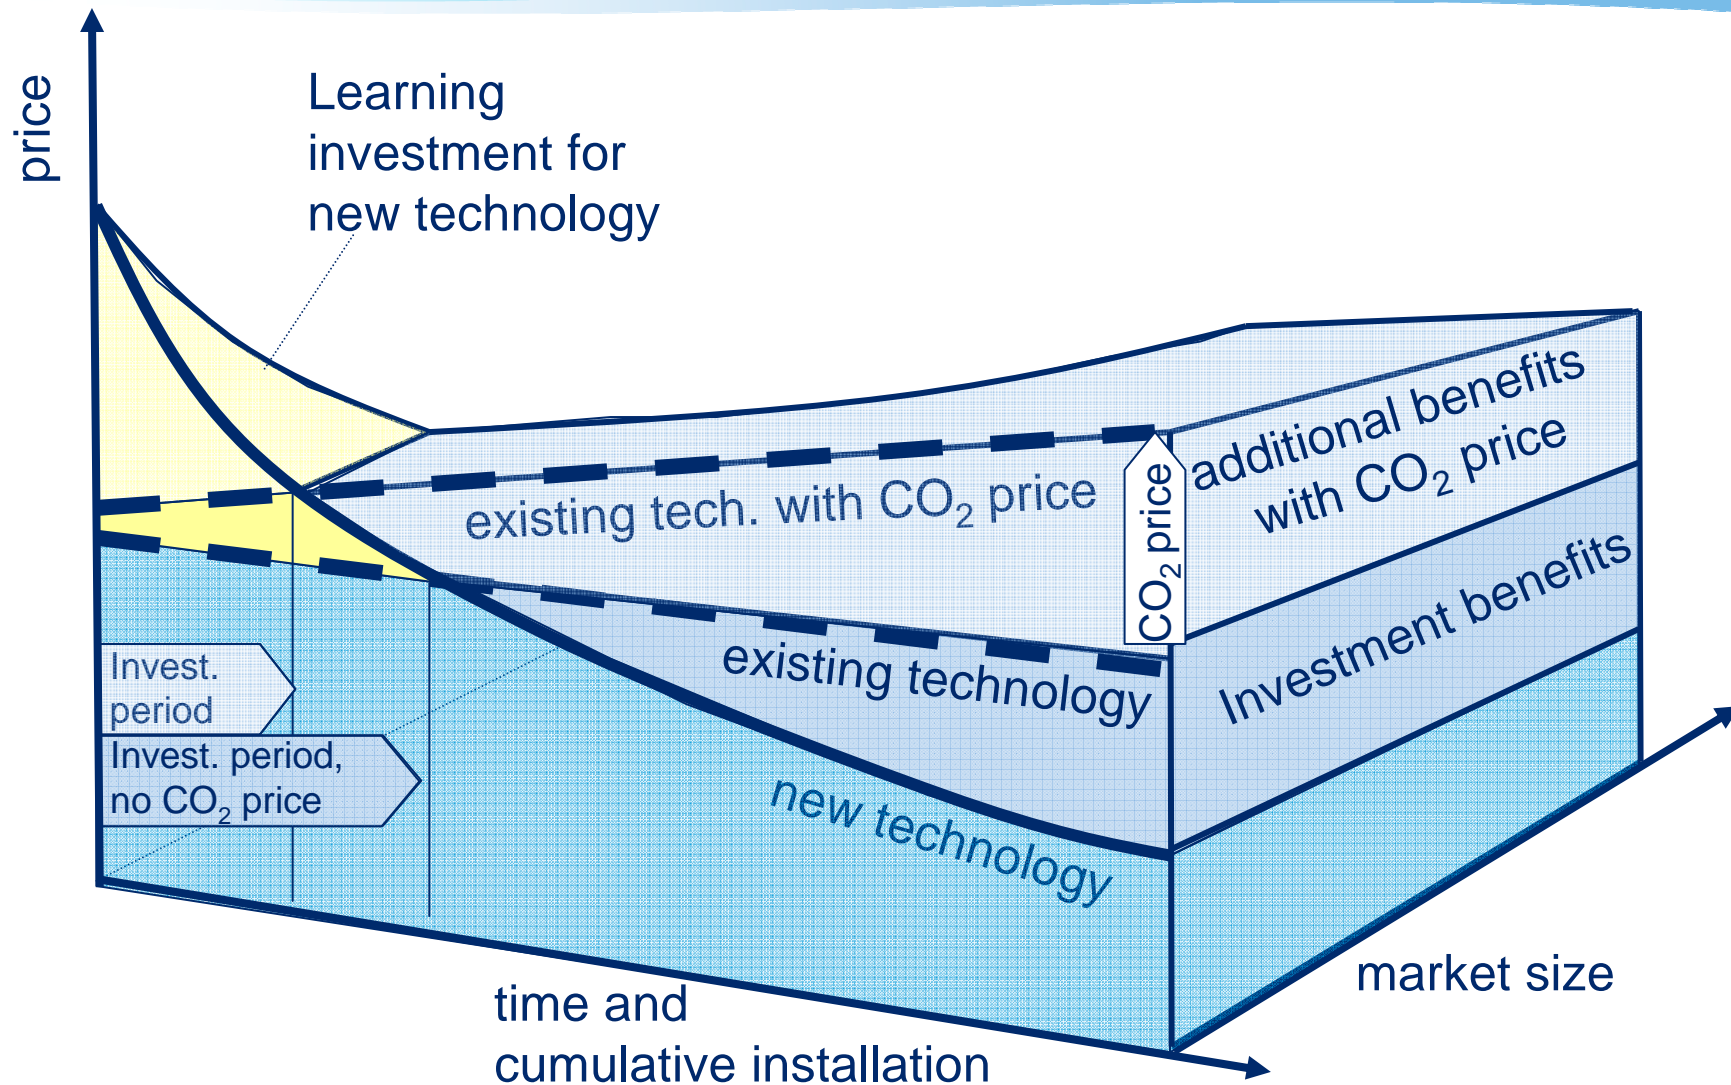 price
Learning
investment for
new technology
additional benefits
with CO₂ price
existing tech. with CO₂ price
CO₂ price
Investment benefits
existing technology
Invest.
period
Invest. period,
no CO₂ price
new technology
market size
time and
cumulative installation